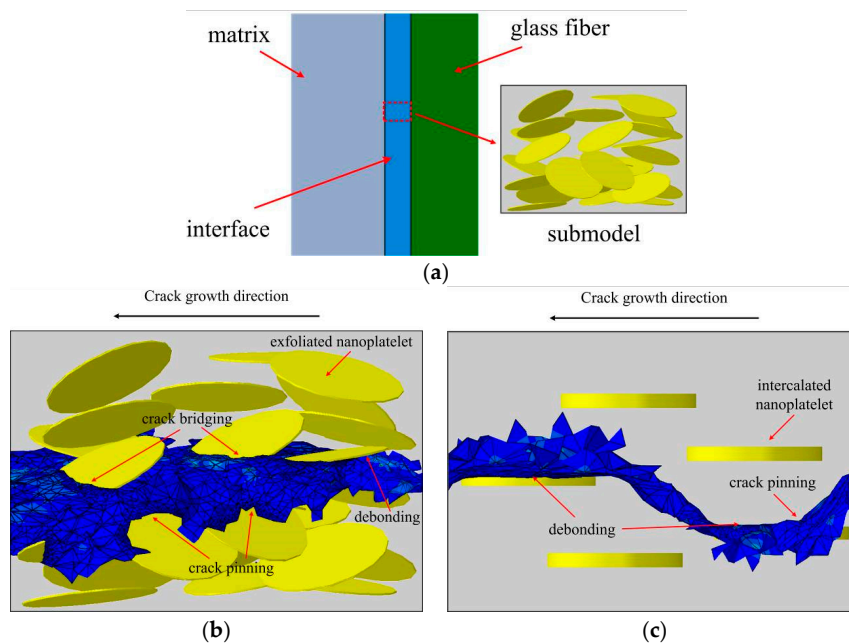 matrix
glass fiber
interface
submodel
(a)
Crack growth direction
exfoliated nanoplatelet
crack bridging
debonding
crack pinning
(b)
Crack growth direction
intercalated
nanoplatelet
crack pinning
debonding
(c)